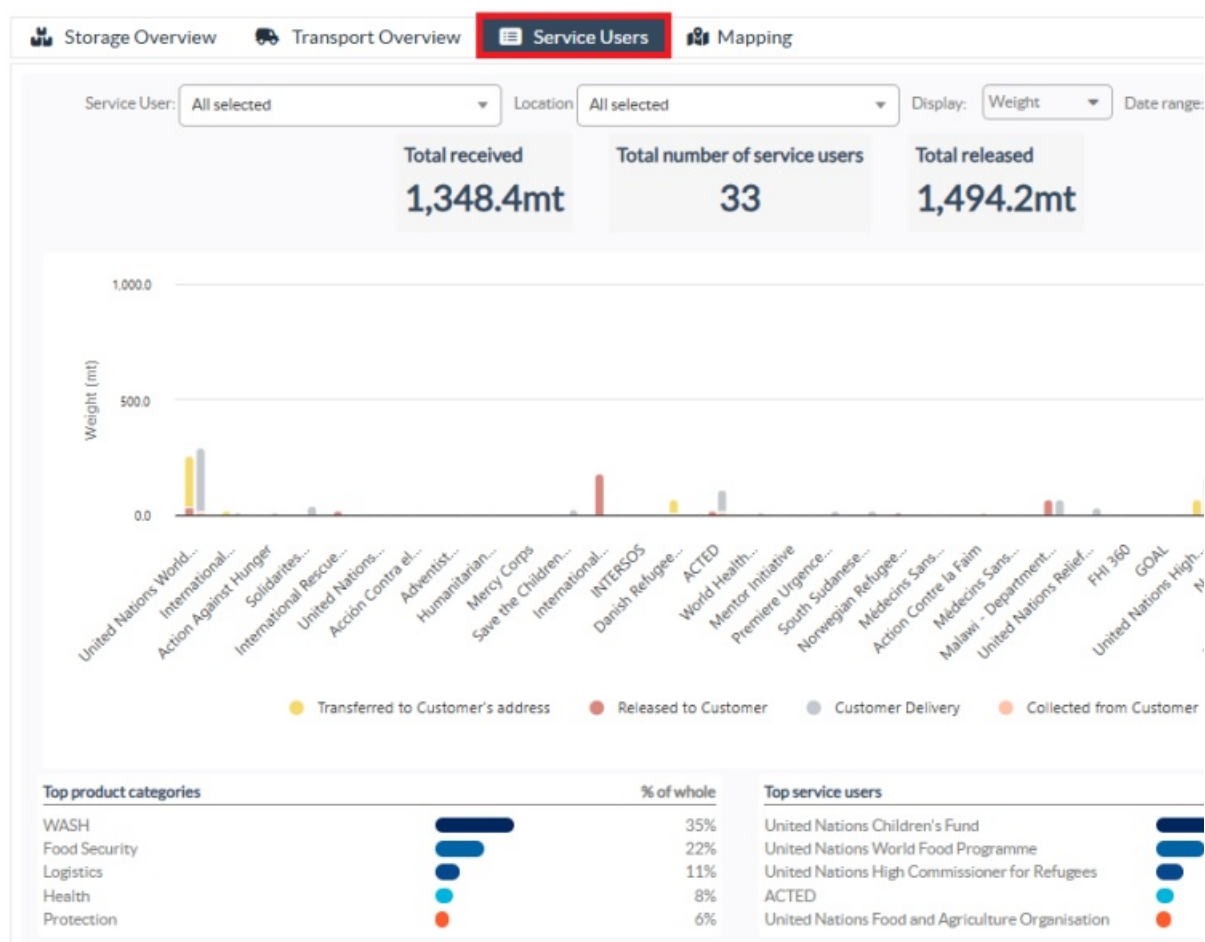 Storage Overview Transport Overview Service Users Mapping
Service User: All selected Location All selected Display: Weight Date range:
Total received Total number of service users Total released
1,348.4mt 33 1,494.2mt
1,000.0
Weight (mt)
500.0
0.0
United Nations World...
International...
Action Against Hunger
Solidarites...
International Rescue...
United Nations...
Acción Contra el...
Adventist...
Humanitarian...
Mercy Corps
Save the Children...
International...
INTERSOS
Danish Refugee...
ACTED
World Health...
Mentor Initiative
Premiere Urgence...
South Sudanese...
Norwegian Refugee...
Médecins Sans...
Action Contre la Faim
Médecins Sans...
Malawi - Department...
United Nations Relief...
FHI 360
GOAL
United Nations High...
Transferred to Customer's address Released to Customer Customer Delivery Collected from Customer
Top product categories % of whole Top service users
WASH 35% United Nations Children's Fund
Food Security 22% United Nations World Food Programme
Logistics 11% United Nations High Commissioner for Refugees
Health 8% ACTED
Protection 6% United Nations Food and Agriculture Organisation